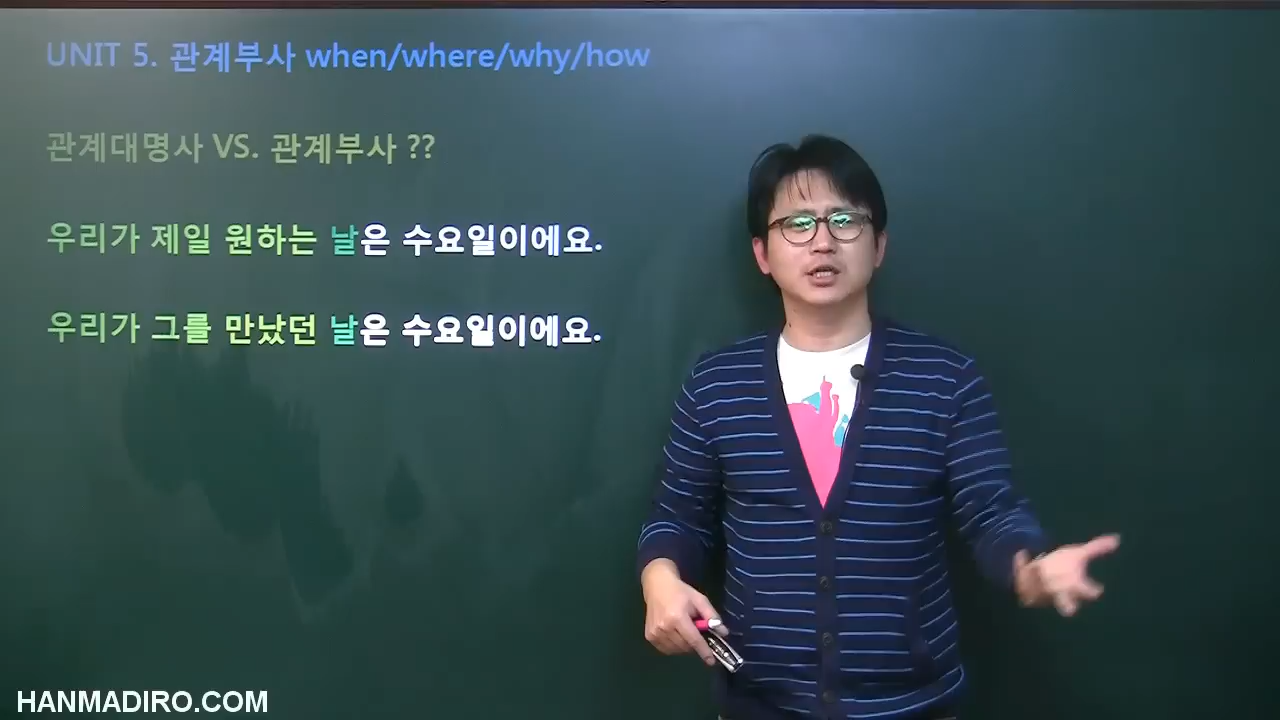 UNIT 5. 관계부사 when/where/why/how
관계대명사 VS. 관계부사 ??
우리가 제일 원하는 날은 수요일이에요.
우리가 그를 만났던 날은 수요일이에요.
HANMADIRO.COM